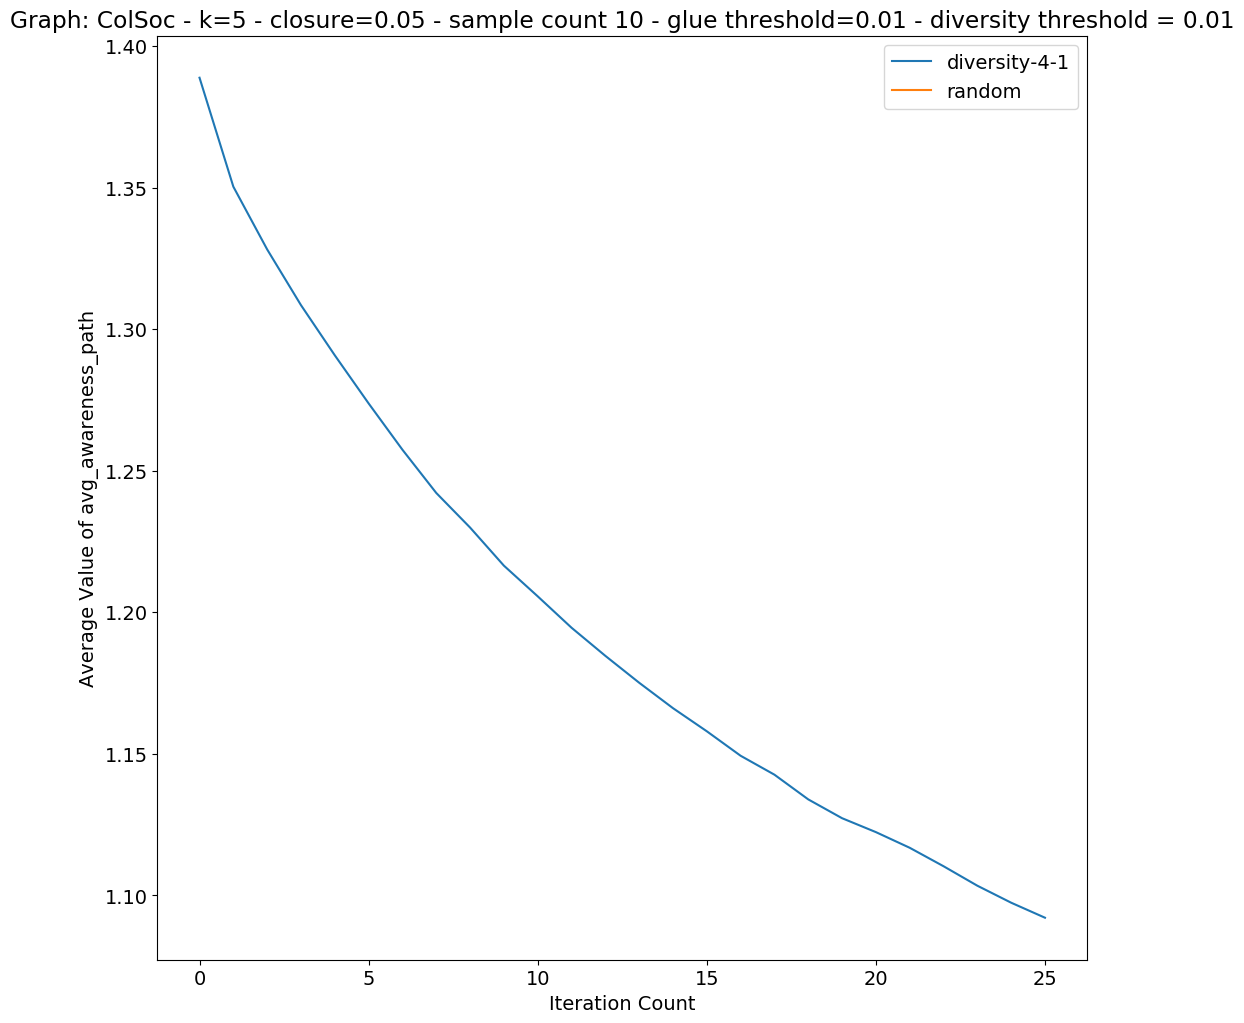 Graph: ColSoc - k=5 - closure=0.05 - sample count 10 - glue threshold=0.01 - diversity threshold = 0.01
diversity-4-1
random
Average Value of avg_awareness_path
1.40
1.35
1.30
1.25
1.20
1.15
1.10
0 5 10 15 20 25
Iteration Count